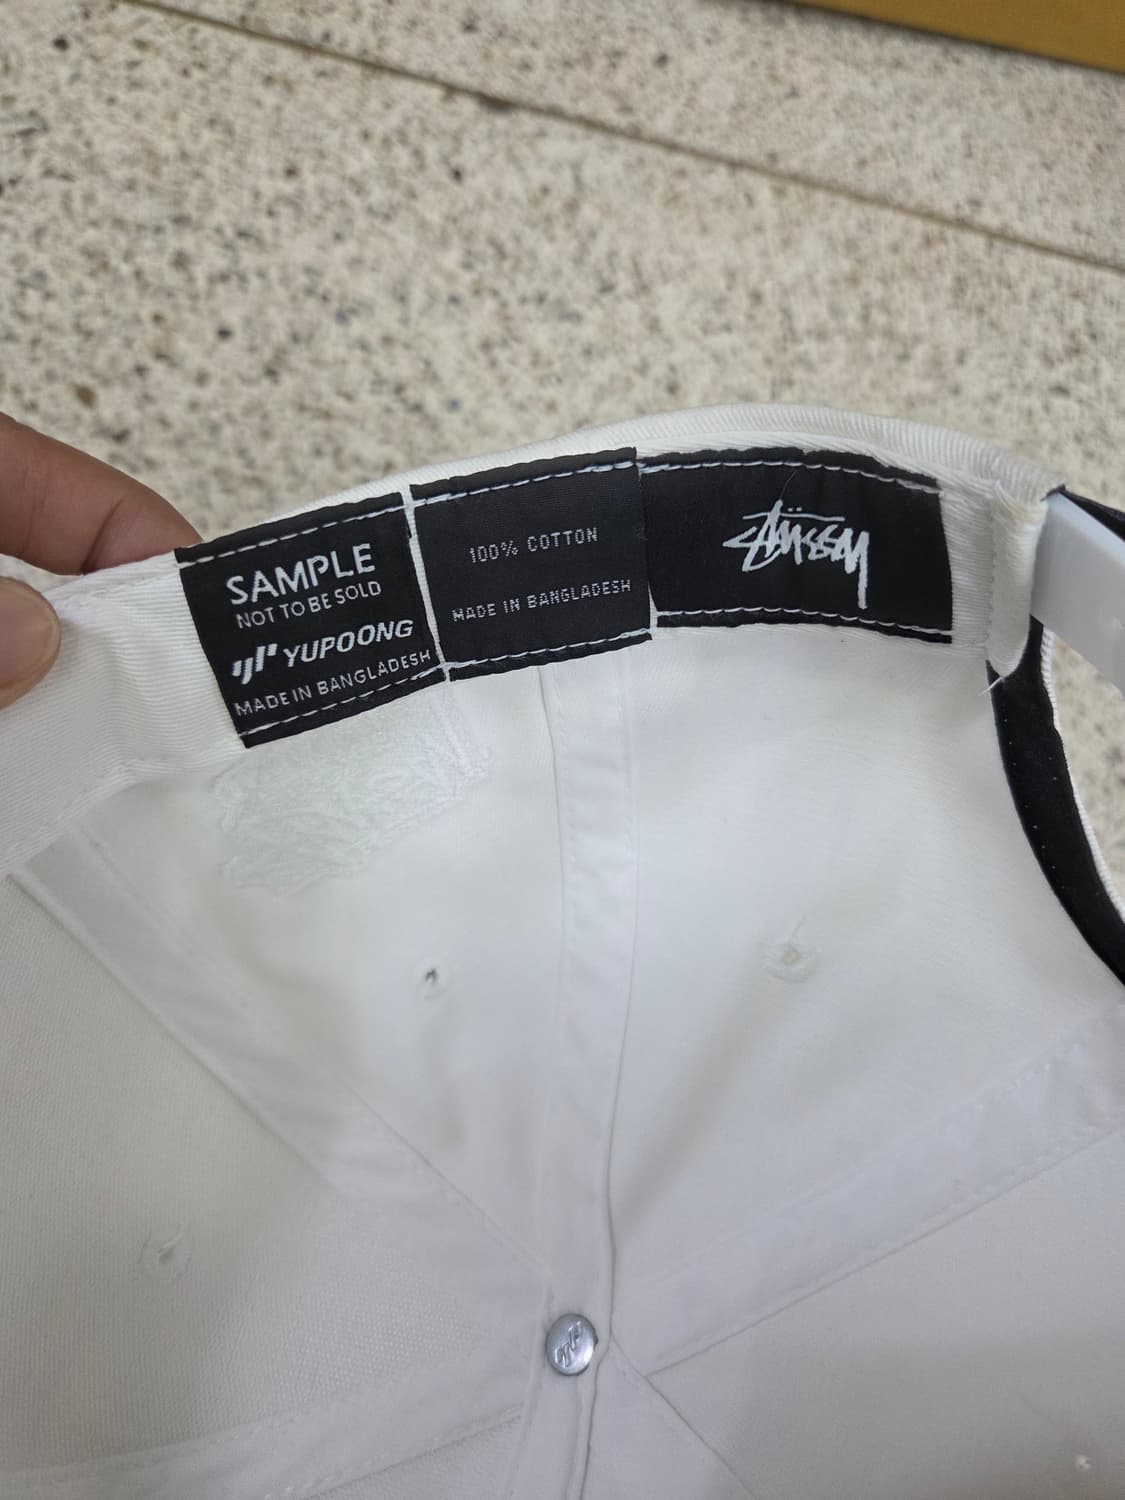 SAMPLE
NOT TO BE SOLD
YUPOONG
MADE IN BANGLADESH
100% COTTON
MADE IN BANGLADESH
STÜSSY